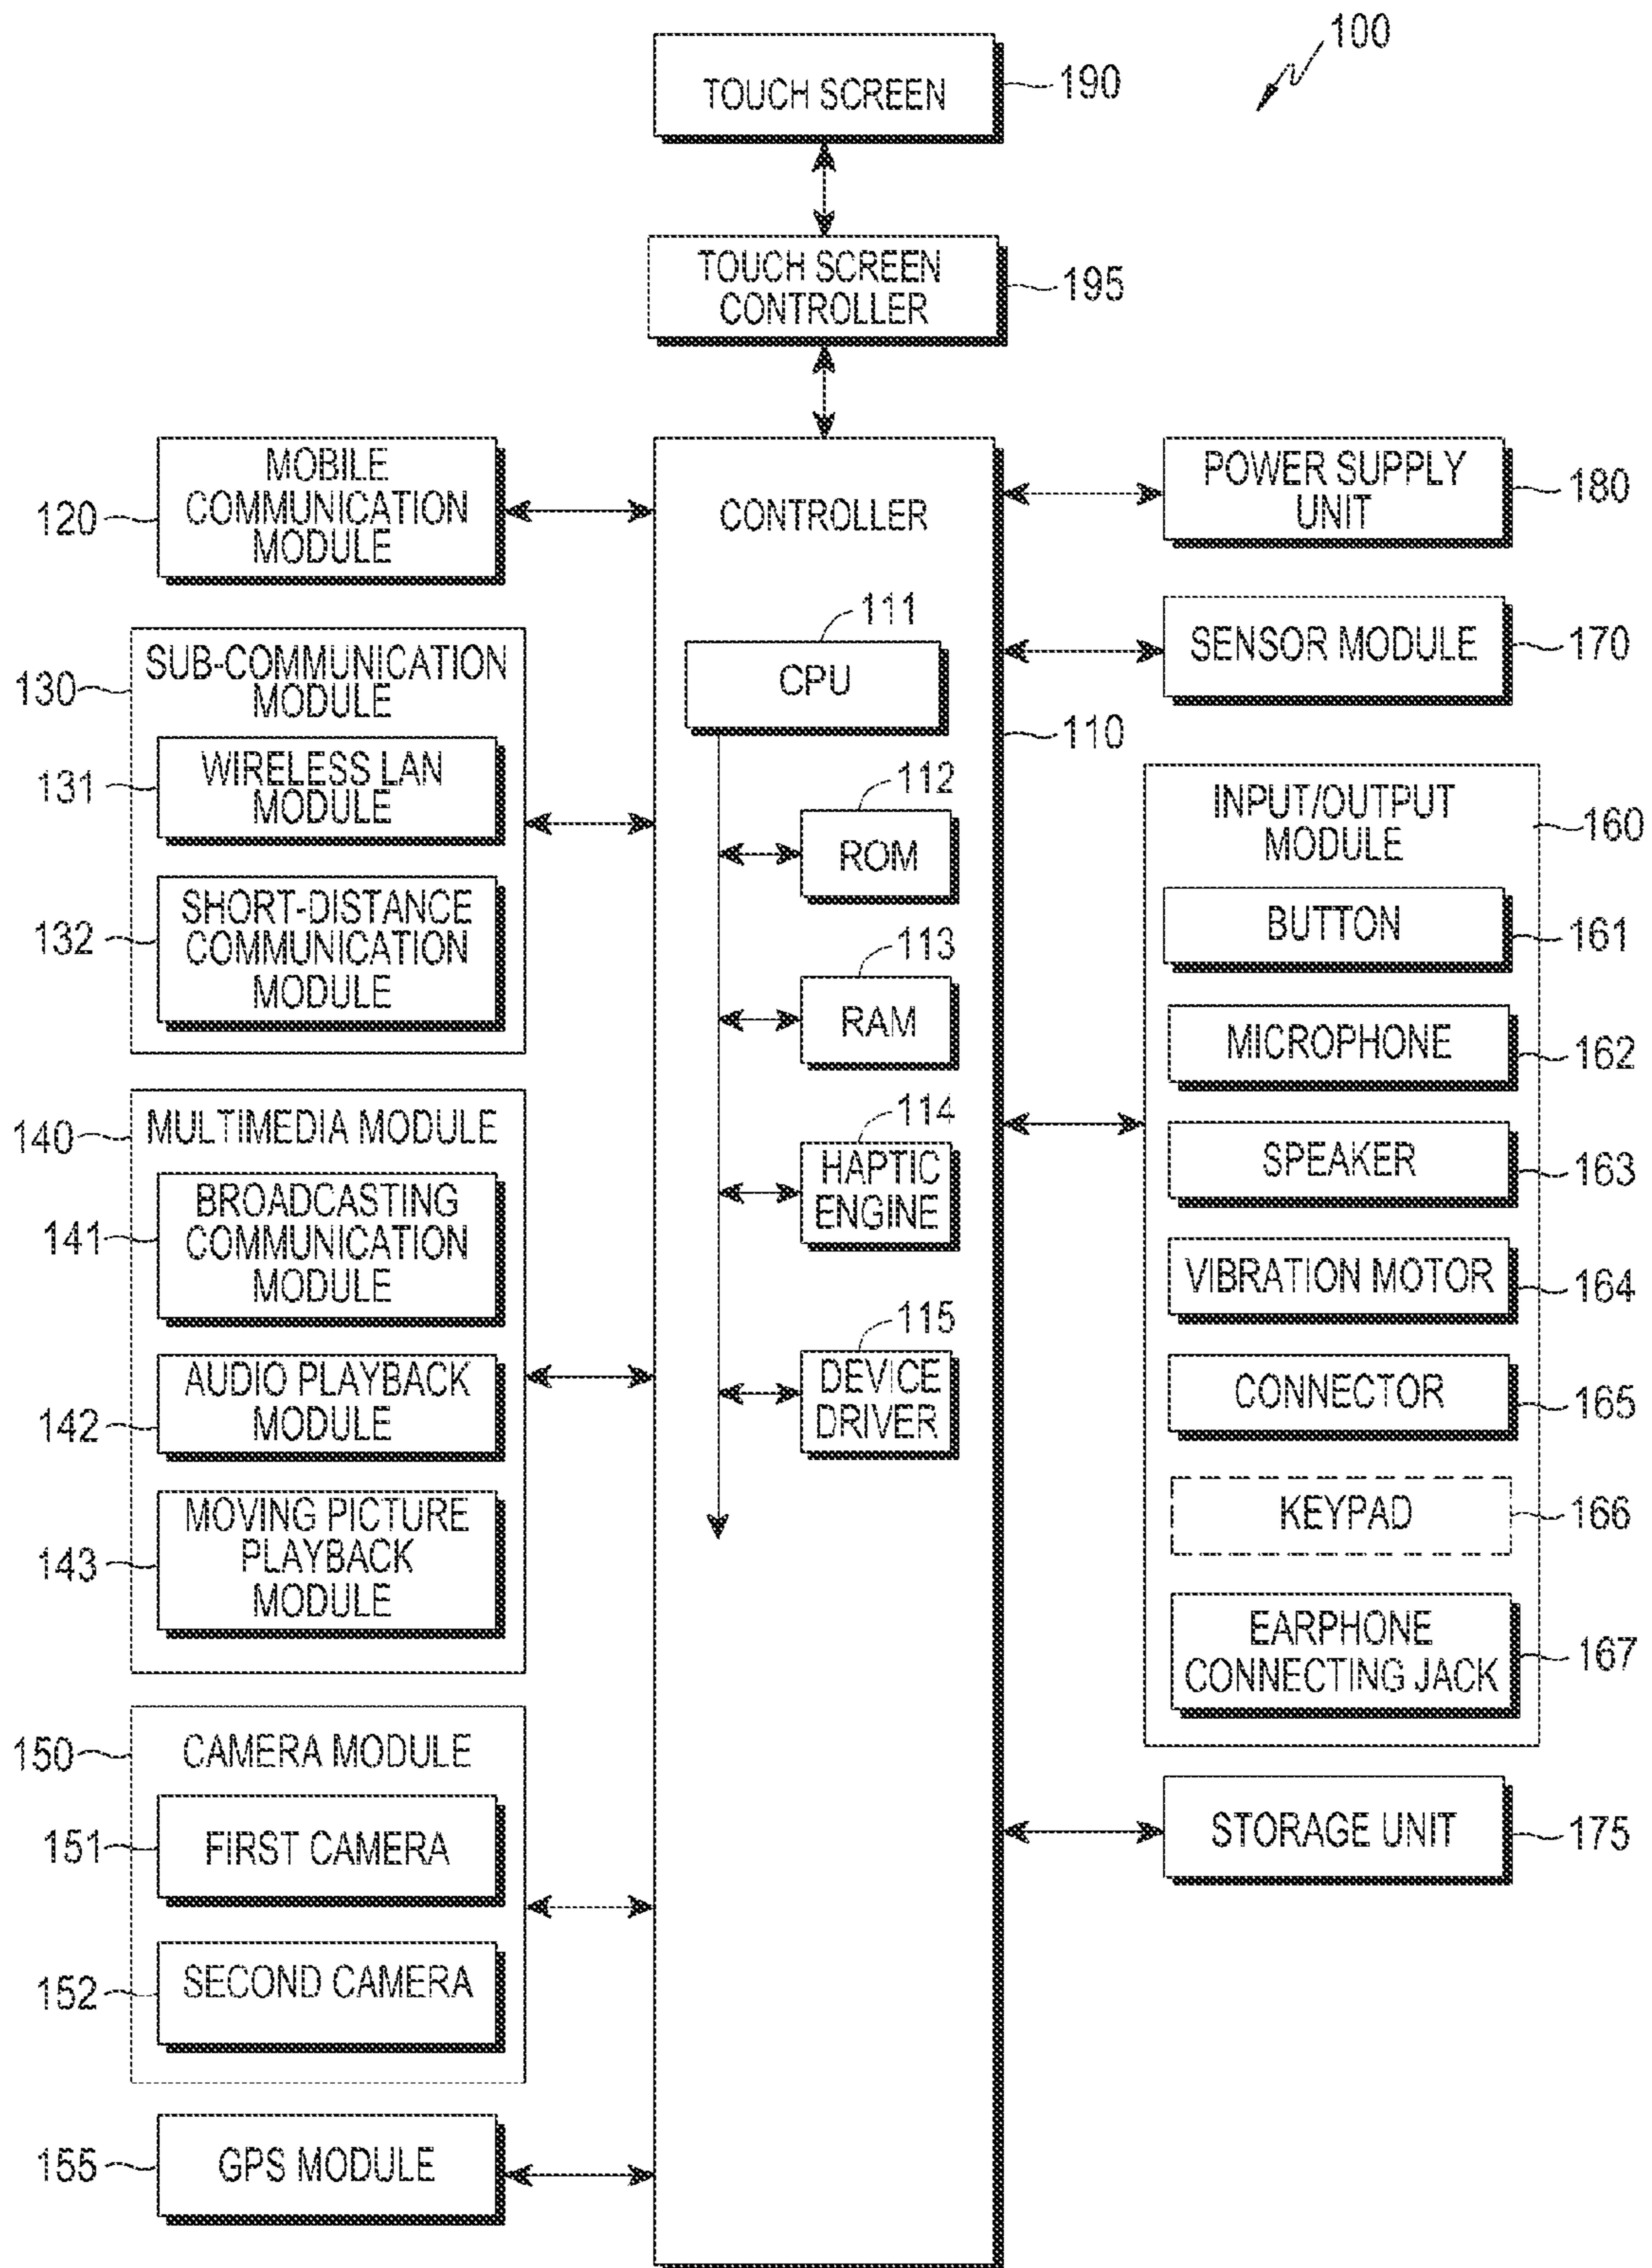 100
TOUCH SCREEN
190
TOUCH SCREEN
CONTROLLER
195
MOBILE
COMMUNICATION
MODULE
120
SUB-COMMUNICATION
MODULE
130
WIRELESS LAN
MODULE
131
SHORT-DISTANCE
COMMUNICATION
MODULE
132
MULTIMEDIA MODULE
140
BROADCASTING
COMMUNICATION
MODULE
141
AUDIO PLAYBACK
MODULE
142
MOVING PICTURE
PLAYBACK
MODULE
143
CAMERA MODULE
150
FIRST CAMERA
151
SECOND CAMERA
152
GPS MODULE
155
CONTROLLER
110
111
CPU
112
ROM
113
RAM
114
HAPTIC
ENGINE
115
DEVICE
DRIVER
POWER SUPPLY
UNIT
180
SENSOR MODULE
170
INPUT/OUTPUT
MODULE
160
BUTTON
161
MICROPHONE
162
SPEAKER
163
VIBRATION MOTOR
164
CONNECTOR
165
KEYPAD
166
EARPHONE
CONNECTING JACK
167
STORAGE UNIT
175